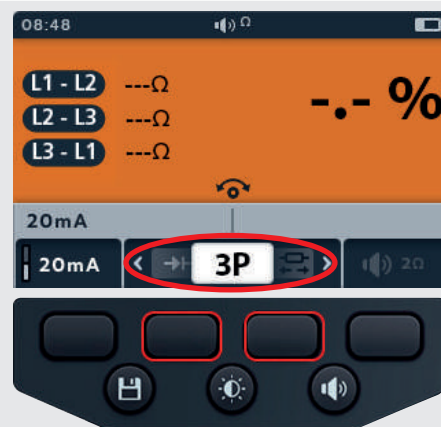 08:48 Ω
L1 - L2 ---Ω
-.- %
L2 - L3 ---Ω
L3 - L1 ---Ω
20mA
20mA < 3P > 2Ω